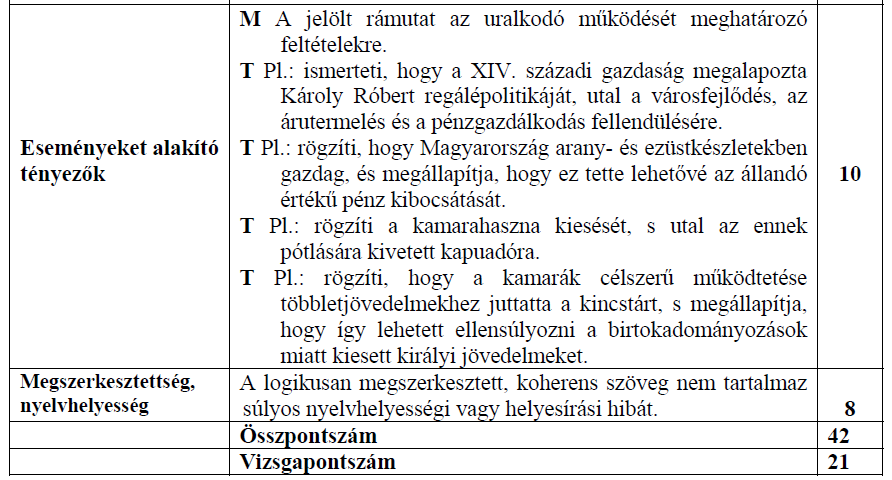 M A jelölt rámutat az uralkodó működését meghatározó
feltételekre.
T Pl.: ismerteti, hogy a XIV. századi gazdaság megalapozta
Károly Róbert regálépolitikáját, utal a városfejlődés, az
árutermelés és a pénzgazdálkodás fellendülésére.
Eseményeket alakító
tényezők
T Pl.: rögzíti, hogy Magyarország arany- és ezüstkészletekben
gazdag, és megállapítja, hogy ez tette lehetővé az állandó
értékű pénz kibocsátását.
T Pl.: rögzíti a kamarahaszna kiesését, s utal az ennek
pótlására kivetett kapuadóra.
T Pl.: rögzíti, hogy a kamarák célszerű működtetése
többletjövedelmekhez juttatta a kincstárt, s megállapítja,
hogy így lehetett ellensúlyozni a birtokadományozások
miatt kiesett királyi jövedelmeket.
10
Megszerkesztettség,
nyelvhelyesség
A logikusan megszerkesztett, koherens szöveg nem tartalmaz
súlyos nyelvhelyességi vagy helyesírási hibát.
8
Összpontszám 42
Vizsgapontszám 21